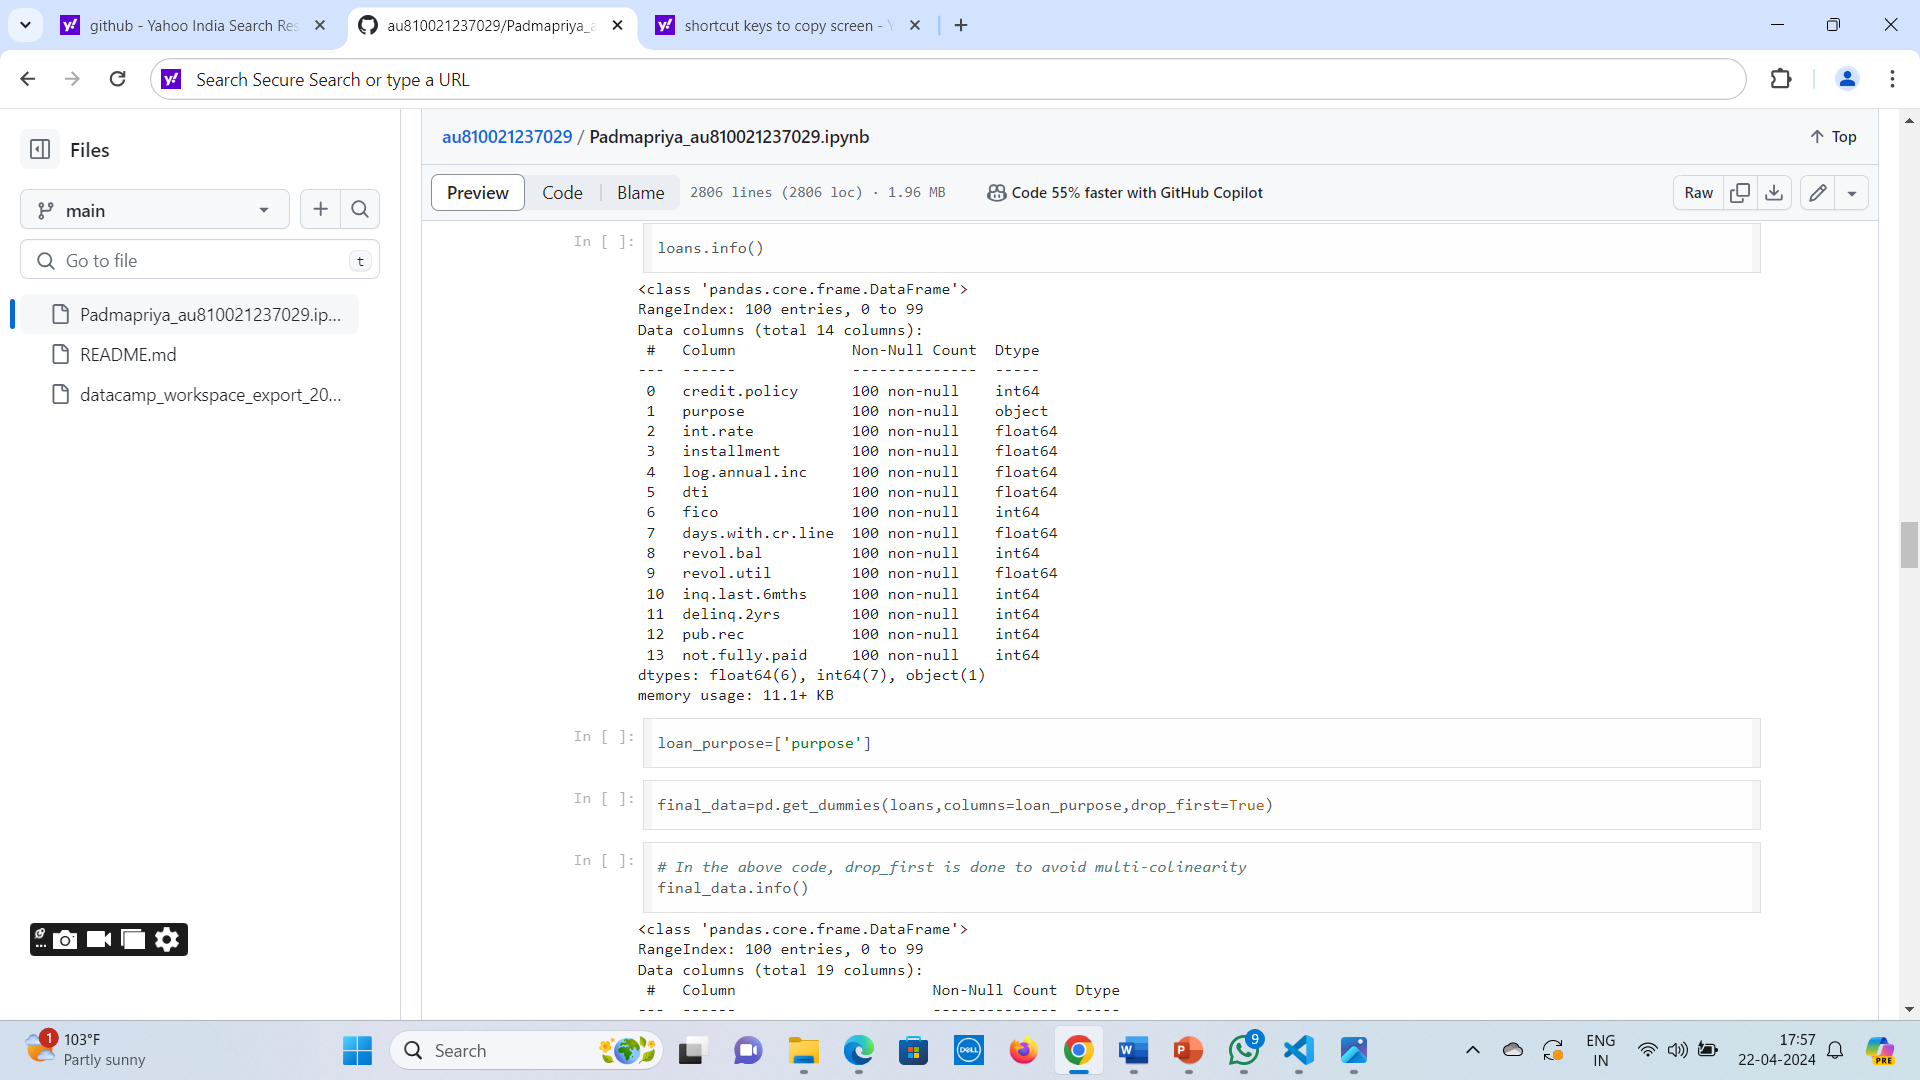 github - Yahoo India Search Res
au810021237029/Padmapriya_a
shortcut keys to copy screen - Y
Search Secure Search or type a URL
Files
main
Go to file
t
Padmapriya_au810021237029.ip...
README.md
datacamp_workspace_export_20...
au810021237029 / Padmapriya_au810021237029.ipynb
Top
Preview Code Blame 2806 lines (2806 loc) · 1.96 MB Code 55% faster with GitHub Copilot Raw
In [ ]: loans.info()
<class 'pandas.core.frame.DataFrame'>
RangeIndex: 100 entries, 0 to 99
Data columns (total 14 columns):
 #   Column             Non-Null Count  Dtype
---  ------             --------------  -----
 0   credit.policy      100 non-null    int64
 1   purpose            100 non-null    object
 2   int.rate           100 non-null    float64
 3   installment        100 non-null    float64
 4   log.annual.inc     100 non-null    float64
 5   dti                100 non-null    float64
 6   fico               100 non-null    int64
 7   days.with.cr.line  100 non-null    float64
 8   revol.bal          100 non-null    int64
 9   revol.util         100 non-null    float64
 10  inq.last.6mths     100 non-null    int64
 11  delinq.2yrs        100 non-null    int64
 12  pub.rec            100 non-null    int64
 13  not.fully.paid     100 non-null    int64
dtypes: float64(6), int64(7), object(1)
memory usage: 11.1+ KB
In [ ]: loan_purpose=['purpose']
In [ ]: final_data=pd.get_dummies(loans,columns=loan_purpose,drop_first=True)
In [ ]: # In the above code, drop_first is done to avoid multi-colinearity
final_data.info()
<class 'pandas.core.frame.DataFrame'>
RangeIndex: 100 entries, 0 to 99
Data columns (total 19 columns):
 #   Column                      Non-Null Count  Dtype
---  ------                      --------------  -----
1
103°F
Partly sunny
Search
DELL
W
P
9
ENG
IN
17:57
22-04-2024
PRE